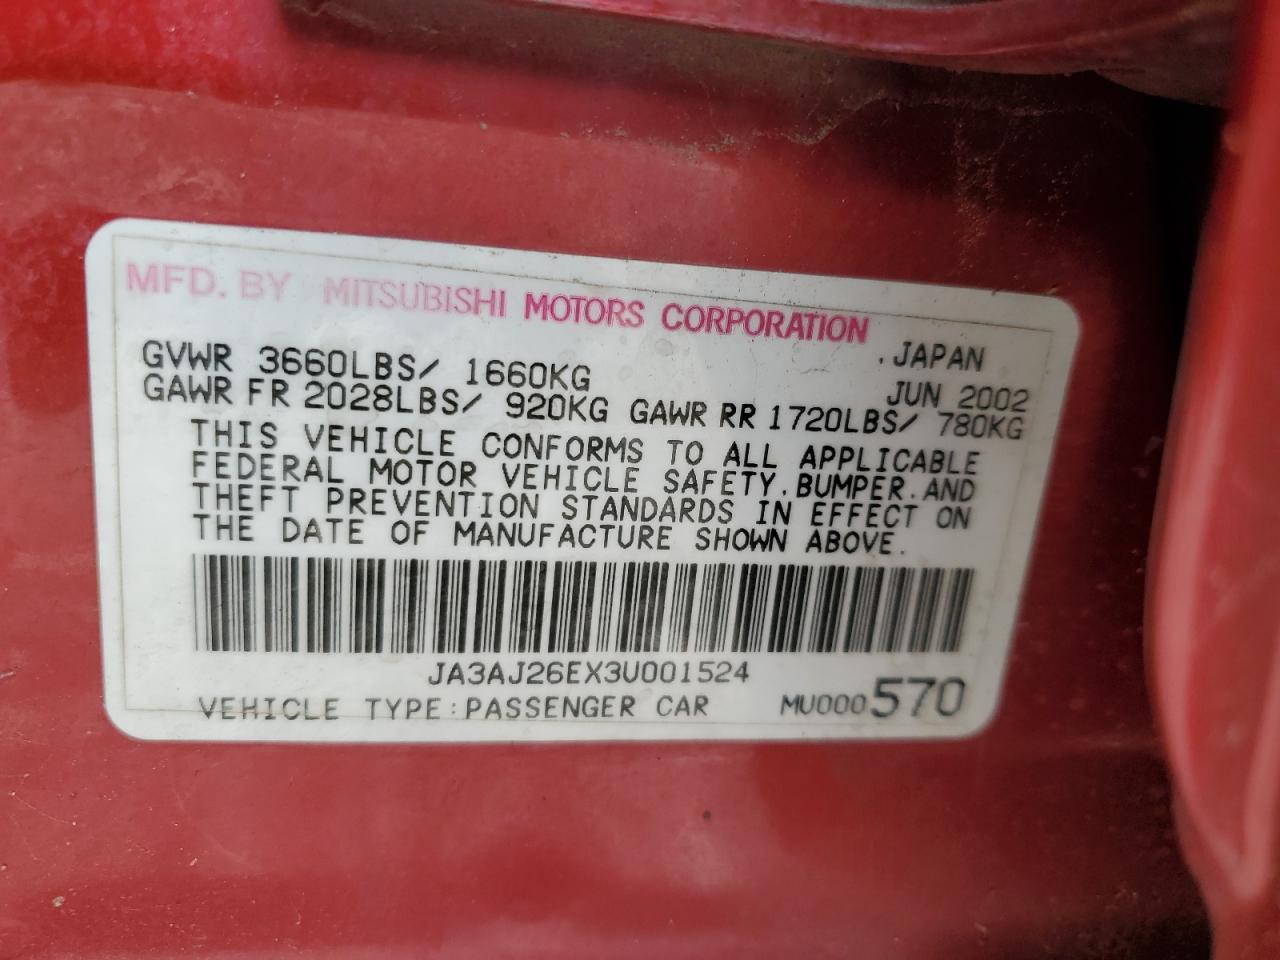 MFD. BY MITSUBISHI MOTORS CORPORATION
.JAPAN
GVWR 3660LBS/ 1660KG JUN 2002
GAWR FR 2028LBS/ 920KG GAWR RR 1720LBS/ 780KG
THIS VEHICLE CONFORMS TO ALL APPLICABLE
FEDERAL MOTOR VEHICLE SAFETY.BUMPER.AND
THEFT PREVENTION STANDARDS IN EFFECT ON
THE DATE OF MANUFACTURE SHOWN ABOVE.
JA3AJ26EX3U001524
VEHICLE TYPE:PASSENGER CAR MU000570